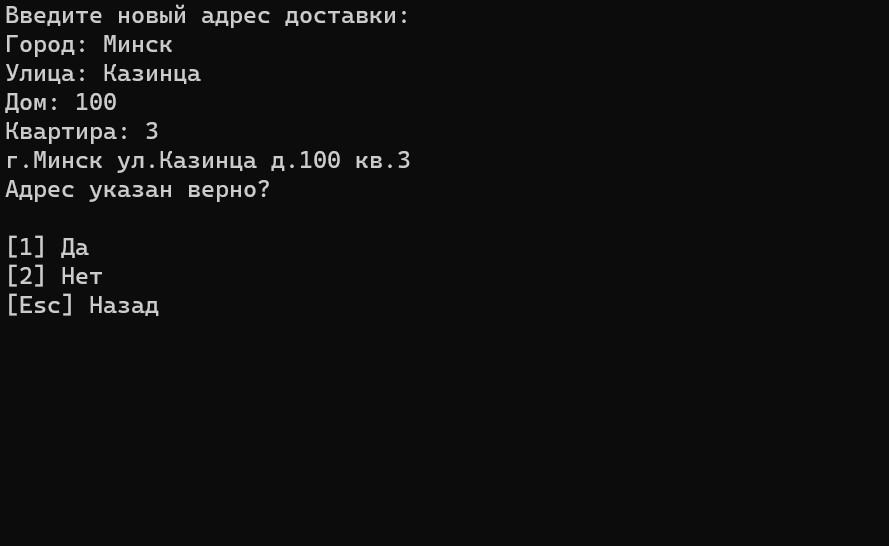 Введите новый адрес доставки:
Город: Минск
Улица: Казинца
Дом: 100
Квартира: 3
г.Минск ул.Казинца д.100 кв.3
Адрес указан верно?
[1] Да
[2] Нет
[Esc] Назад